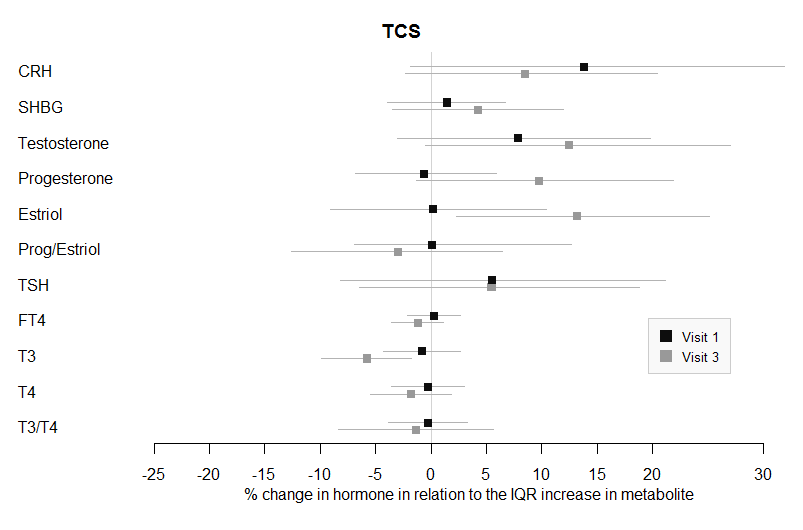 TCS
CRH
SHBG
Testosterone
Progesterone
Estriol
Prog/Estriol
TSH
FT4
T3
T4
T3/T4
Visit 1
Visit 3
-25 -20 -15 -10 -5 0 5 10 15 20 30
% change in hormone in relation to the IQR increase in metabolite